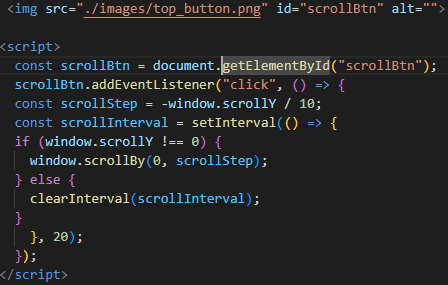 <img src="./images/top_button.png" id="scrollBtn" alt="">
<script>
const scrollBtn = document.getElementById("scrollBtn");
scrollBtn.addEventListener("click", () => {
const scrollStep = -window.scrollY / 10;
const scrollInterval = setInterval(() => {
if (window.scrollY !== 0) {
window.scrollBy(0, scrollStep);
} else {
clearInterval(scrollInterval);
}
}, 20);
});
</script>